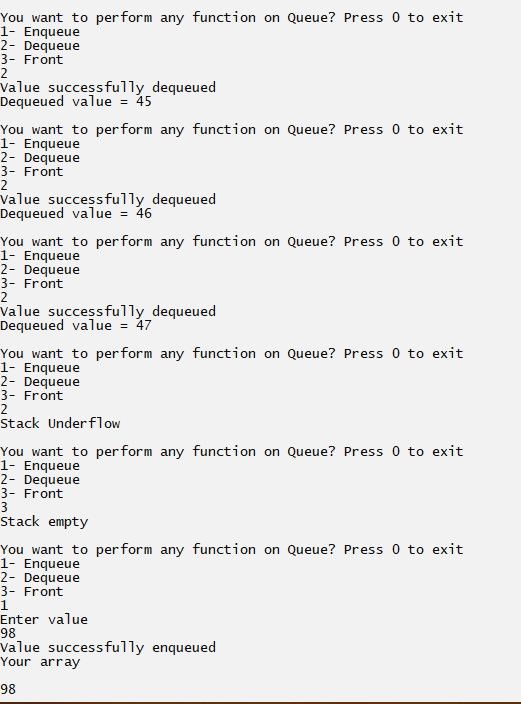 You want to perform any function on Queue? Press 0 to exit
1- Enqueue
2- Dequeue
3- Front
2
Value successfully dequeued
Dequeued value = 45
You want to perform any function on Queue? Press 0 to exit
1- Enqueue
2- Dequeue
3- Front
2
Value successfully dequeued
Dequeued value = 46
You want to perform any function on Queue? Press 0 to exit
1- Enqueue
2- Dequeue
3- Front
2
Value successfully dequeued
Dequeued value = 47
You want to perform any function on Queue? Press 0 to exit
1- Enqueue
2- Dequeue
3- Front
2
Stack Underflow
You want to perform any function on Queue? Press 0 to exit
1- Enqueue
2- Dequeue
3- Front
3
Stack empty
You want to perform any function on Queue? Press 0 to exit
1- Enqueue
2- Dequeue
3- Front
1
Enter value
98
Value successfully enqueued
Your array
98